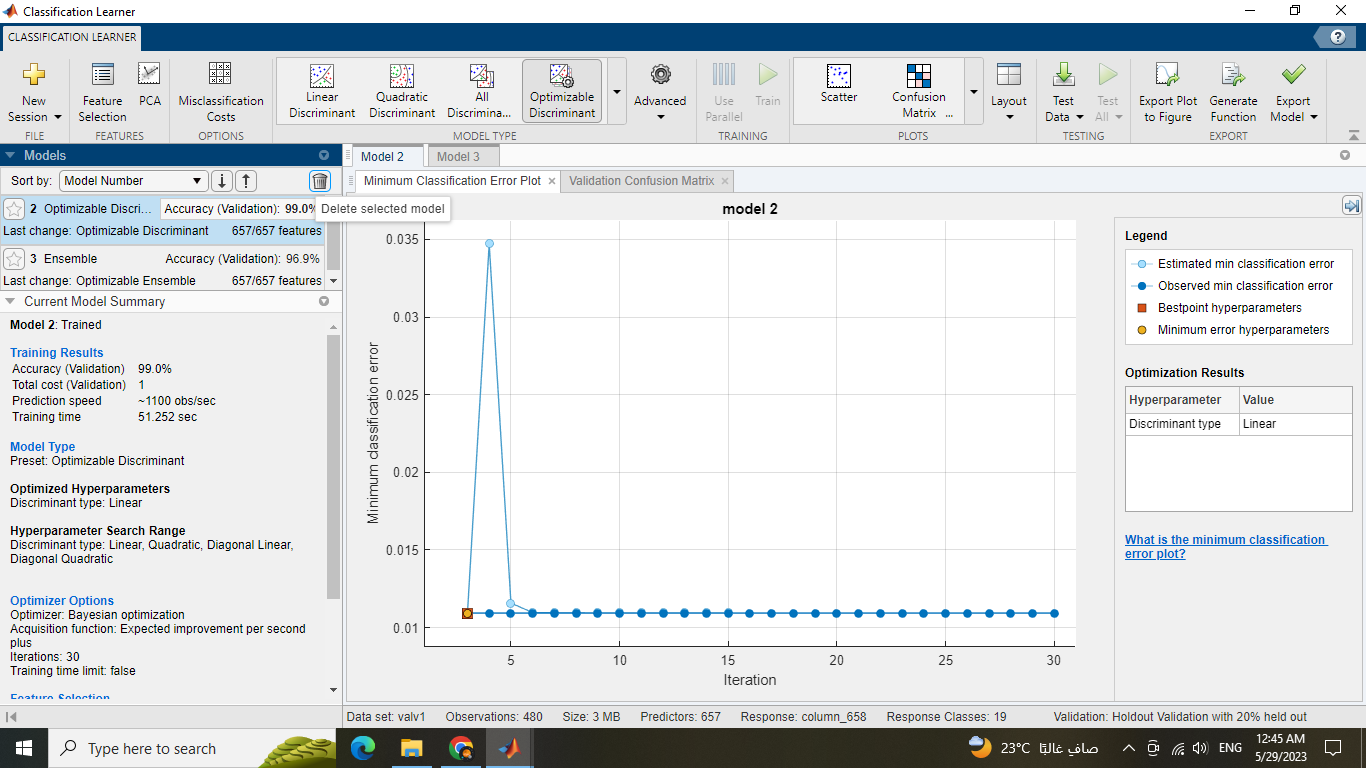 Classification Learner
CLASSIFICATION LEARNER
New Session
Feature Selection
PCA
Misclassification Costs
Linear Discriminant
Quadratic Discriminant
All Discrimina...
Optimizable Discriminant
Advanced
Use Parallel
Train
Scatter
Confusion Matrix ...
Layout
Test Data
Test All
Export Plot to Figure
Generate Function
Export Model
FILE
FEATURES
OPTIONS
MODEL TYPE
TRAINING
PLOTS
TESTING
EXPORT
Models
Sort by: Model Number
2 Optimizable Discri... Accuracy (Validation): 99.0%
Last change: Optimizable Discriminant 657/657 features
3 Ensemble Accuracy (Validation): 96.9%
Last change: Optimizable Ensemble 657/657 features
Delete selected model
Current Model Summary
Model 2: Trained
Training Results
Accuracy (Validation) 99.0%
Total cost (Validation) 1
Prediction speed ~1100 obs/sec
Training time 51.252 sec
Model Type
Preset: Optimizable Discriminant
Optimized Hyperparameters
Discriminant type: Linear
Hyperparameter Search Range
Discriminant type: Linear, Quadratic, Diagonal Linear,
Diagonal Quadratic
Optimizer Options
Optimizer: Bayesian optimization
Acquisition function: Expected improvement per second
plus
Iterations: 30
Training time limit: false
Feature Selection
Model 2
Model 3
Minimum Classification Error Plot
Validation Confusion Matrix
model 2
Minimum classification error
0.035
0.03
0.025
0.02
0.015
0.01
5 10 15 20 25 30
Iteration
Legend
Estimated min classification error
Observed min classification error
Bestpoint hyperparameters
Minimum error hyperparameters
Optimization Results
Hyperparameter Value
Discriminant type Linear
What is the minimum classification
error plot?
Data set: valv1 Observations: 480 Size: 3 MB Predictors: 657 Response: column_658 Response Classes: 19 Validation: Holdout Validation with 20% held out
Type here to search
23°C صافٍ غالبًا
ENG
12:45 AM
5/29/2023